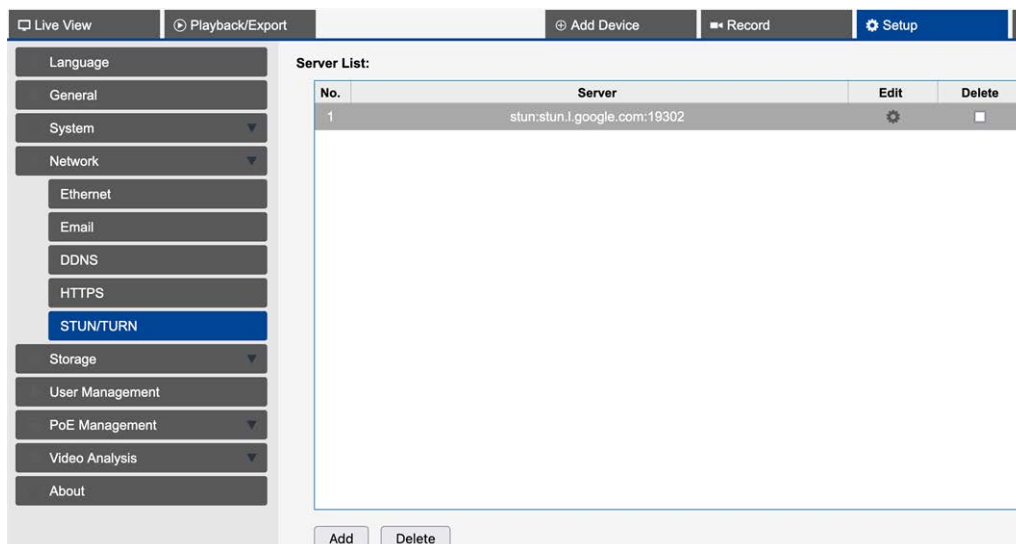 Live View Playback/Export Add Device Record Setup
Language
General
System
Network
Ethernet
Email
DDNS
HTTPS
STUN/TURN
Storage
User Management
PoE Management
Video Analysis
About
Server List:
No. Server Edit Delete
1 stun:stun.l.google.com:19302
Add Delete